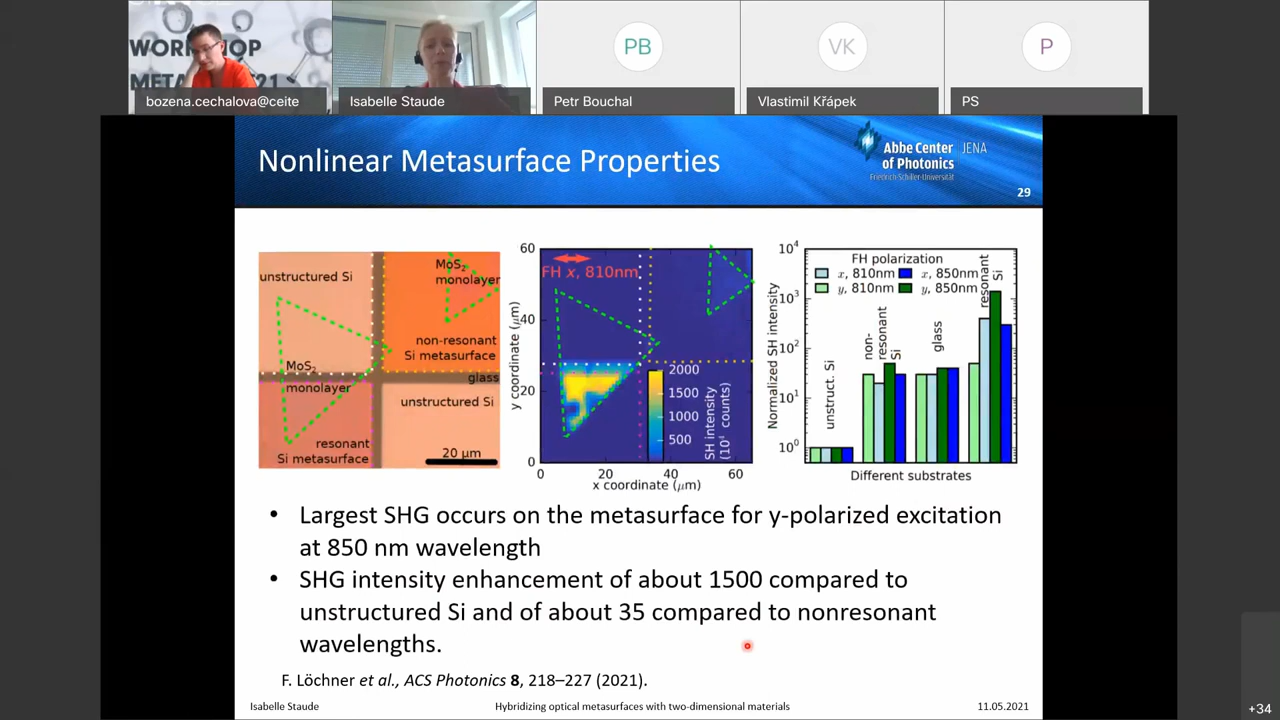 WORKSHOP
bozena.cechalova@ceite
Isabelle Staude
PB
Petr Bouchal
VK
Vlastimil Křápek
P
PS
Nonlinear Metasurface Properties
Abbe Center
of Photonics
JENA
Friedrich-Schiller-Universität
29
unstructured Si
MoS₂
monolayer
non-resonant
Si metasurface
MoS₂
monolayer
glass
unstructured Si
resonant
Si metasurface
20 µm
FH x, 810nm
60
40
20
0
y coordinate (µm)
0 20 40 60
x coordinate (µm)
2000
1500
1000
500
SH intensity
(10⁴ counts)
10⁴
10³
10²
10¹
10⁰
Normalized SH intensity
FH polarization
x, 810nm x, 850nm
y, 810nm y, 850nm
unstruct. Si
non-
resonant
Si
glass
resonant
Si
Different substrates
• Largest SHG occurs on the metasurface for y-polarized excitation
at 850 nm wavelength
• SHG intensity enhancement of about 1500 compared to
unstructured Si and of about 35 compared to nonresonant
wavelengths.
F. Löchner et al., ACS Photonics 8, 218–227 (2021).
Isabelle Staude
Hybridizing optical metasurfaces with two-dimensional materials
11.05.2021
+34